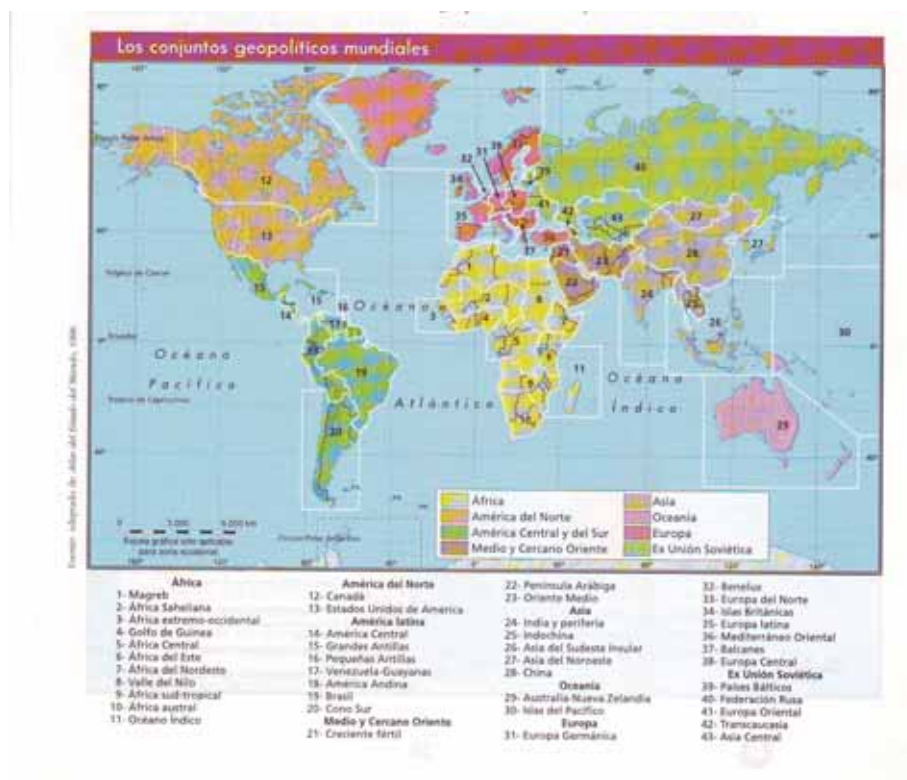 Los conjuntos geopolíticos mundiales
Océano
Océano
Pacífico
Atlántico
Océano
Índico
África
América del Norte
América Central y del Sur
Medio y Cercano Oriente
Asia
Oceanía
Europa
Ex Unión Soviética
Escala gráfica sólo aplicable
para zona ecuatorial
África
1- Magreb
2- África Saheliana
3- África extremo-occidental
4- Golfo de Guinea
5- África Central
6- África del Este
7- África del Nordeste
8- Valle del Nilo
9- África sud-tropical
10- África austral
11- Océano Índico
América del Norte
12- Canadá
13- Estados Unidos de América
América latina
14- América Central
15- Grandes Antillas
16- Pequeñas Antillas
17- Venezuela-Guayanas
18- América Andina
19- Brasil
20- Cono Sur
Medio y Cercano Oriente
21- Creciente fértil
22- Península Arábiga
23- Oriente Medio
Asia
24- India y periferia
25- Indochina
26- Asia del Sudeste insular
27- Asia del Noroeste
28- China
Oceanía
29- Australia-Nueva Zelandia
30- Islas del Pacífico
Europa
31- Europa Germánica
32- Benelux
33- Europa del Norte
34- Islas Británicas
35- Europa latina
36- Mediterráneo Oriental
37- Balcanes
38- Europa Central
Ex Unión Soviética
39- Países Bálticos
40- Federación Rusa
41- Europa Oriental
42- Transcaucasia
43- Asia Central